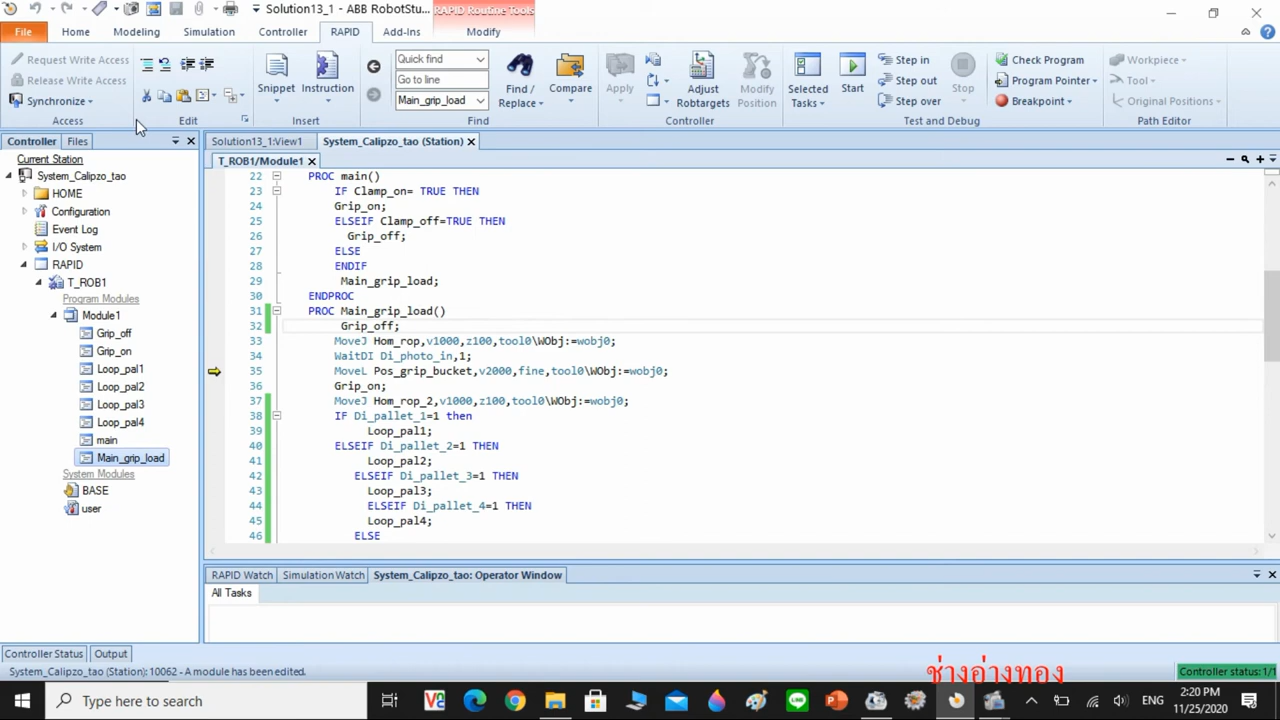 Solution13_1 - ABB RobotStu...
RAPID Routine Tools
File Home Modeling Simulation Controller RAPID Add-Ins Modify
Request Write Access
Release Write Access
Synchronize
Access
Edit
Snippet
Instruction
Insert
Quick find
Go to line
Main_grip_load
Find / Replace
Compare
Find
Apply
Adjust Robtargets
Modify Position
Controller
Selected Tasks
Start
Step in
Step out
Step over
Stop
Check Program
Program Pointer
Breakpoint
Test and Debug
Workpiece
Tool
Original Positions
Path Editor
Controller Files
Solution13_1:View1 System_Calipzo_tao (Station)
T_ROB1/Module1
Current Station
System_Calipzo_tao
HOME
Configuration
Event Log
I/O System
RAPID
T_ROB1
Program Modules
Module1
Grip_off
Grip_on
Loop_pal1
Loop_pal2
Loop_pal3
Loop_pal4
main
Main_grip_load
System Modules
BASE
user
22 PROC main()
23 IF Clamp_on= TRUE THEN
24 Grip_on;
25 ELSEIF Clamp_off=TRUE THEN
26 Grip_off;
27 ELSE
28 ENDIF
29 Main_grip_load;
30 ENDPROC
31 PROC Main_grip_load()
32 Grip_off;
33 MoveJ Hom_rop,v1000,z100,tool0\WObj:=wobj0;
34 WaitDI Di_photo_in,1;
35 MoveL Pos_grip_bucket,v2000,fine,tool0\WObj:=wobj0;
36 Grip_on;
37 MoveJ Hom_rop_2,v1000,z100,tool0\WObj:=wobj0;
38 IF Di_pallet_1=1 then
39 Loop_pal1;
40 ELSEIF Di_pallet_2=1 THEN
41 Loop_pal2;
42 ELSEIF Di_pallet_3=1 THEN
43 Loop_pal3;
44 ELSEIF Di_pallet_4=1 THEN
45 Loop_pal4;
46 ELSE
RAPID Watch Simulation Watch System_Calipzo_tao: Operator Window
All Tasks
Controller Status Output
System_Calipzo_tao (Station): 10062 - A module has been edited.
Controller status: 1/1
ช่างอ่างทอง
Type here to search
ENG
2:20 PM
11/25/2020